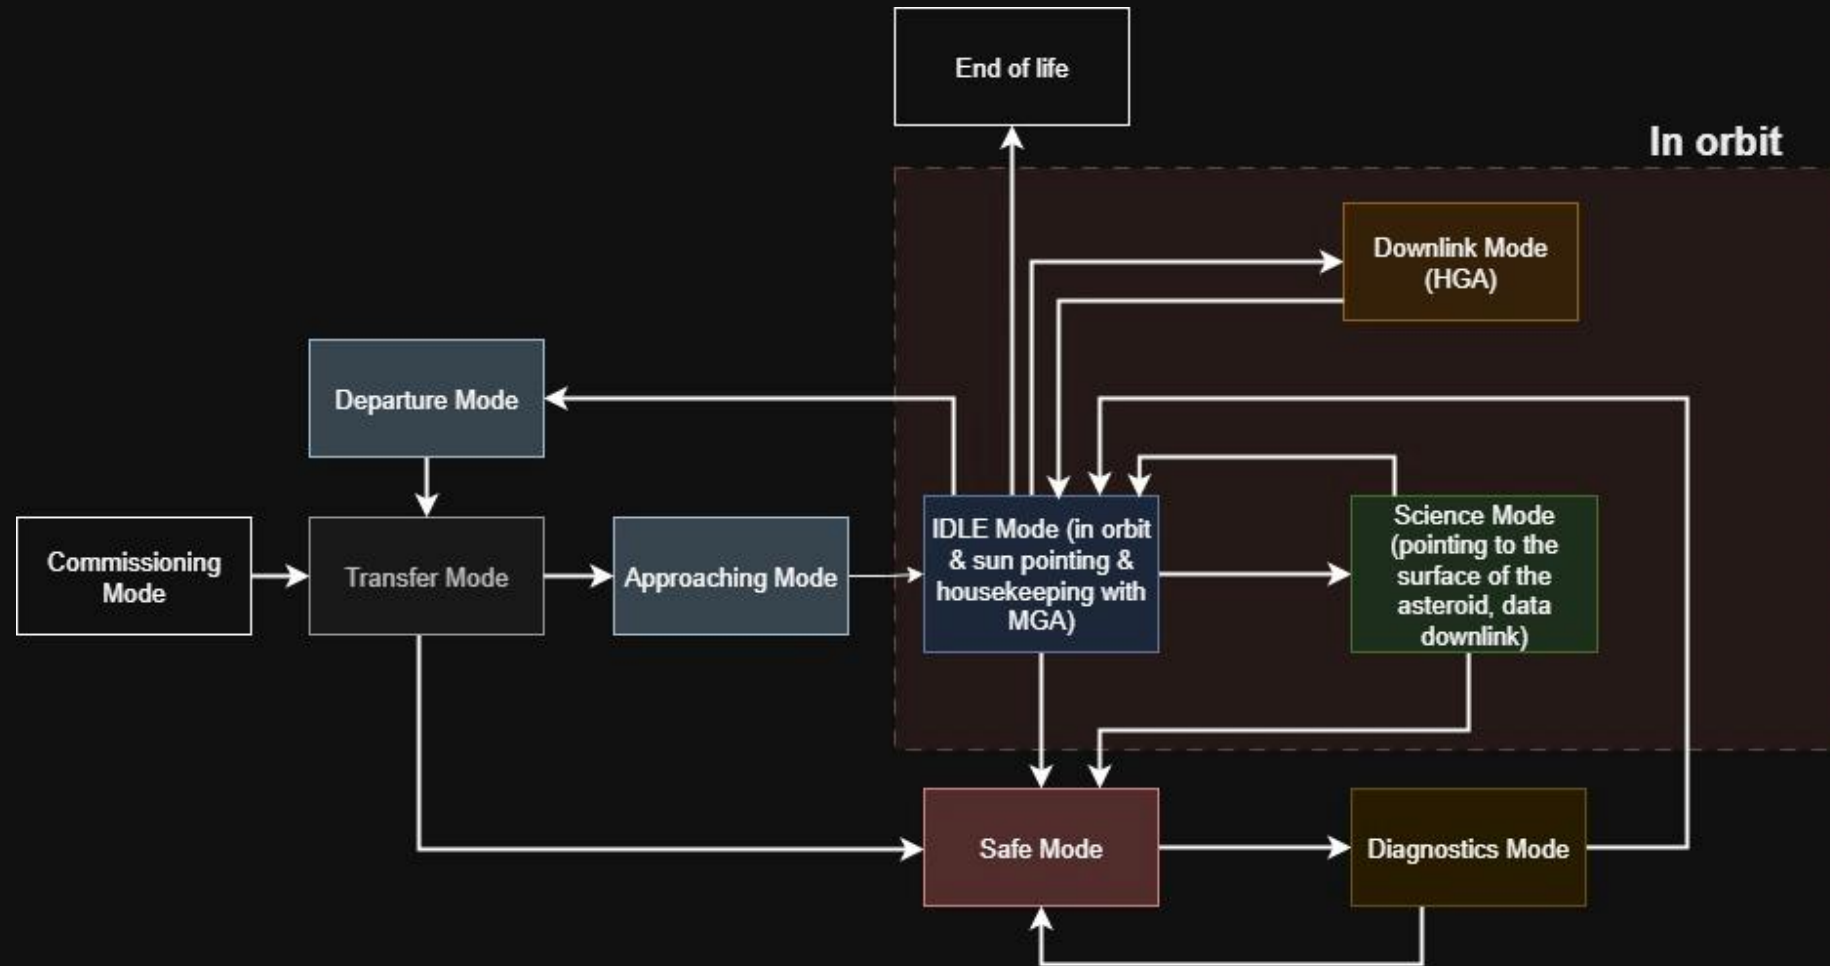 End of life
In orbit
Downlink Mode
(HGA)
Departure Mode
Commissioning
Mode
Transfer Mode
Approaching Mode
IDLE Mode (in orbit
& sun pointing &
housekeeping with
MGA)
Science Mode
(pointing to the
surface of the
asteroid, data
downlink)
Safe Mode
Diagnostics Mode